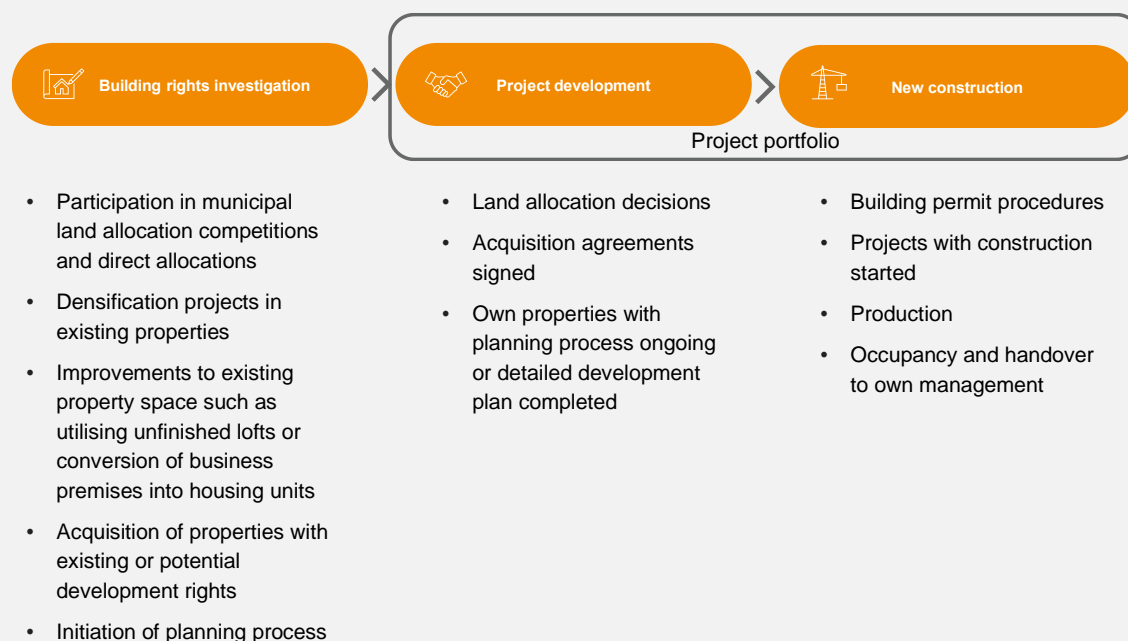 Building rights investigation
Project development
New construction
Project portfolio
• Participation in municipal
land allocation competitions
and direct allocations
• Densification projects in
existing properties
• Improvements to existing
property space such as
utilising unfinished lofts or
conversion of business
premises into housing units
• Acquisition of properties with
existing or potential
development rights
• Initiation of planning process
• Land allocation decisions
• Acquisition agreements
signed
• Own properties with
planning process ongoing
or detailed development
plan completed
• Building permit procedures
• Projects with construction
started
• Production
• Occupancy and handover
to own management